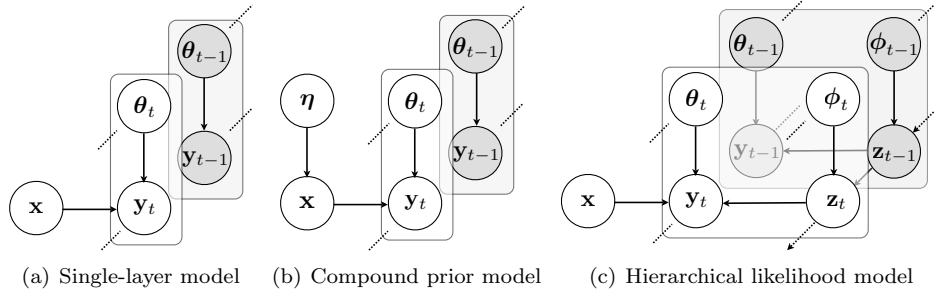 θt−1
θt
yt−1
x
yt
(a) Single-layer model
θt−1
η
θt
yt−1
x
yt
(b) Compound prior model
θt−1
ϕt−1
θt
ϕt
yt−1
zt−1
x
yt
zt
(c) Hierarchical likelihood model